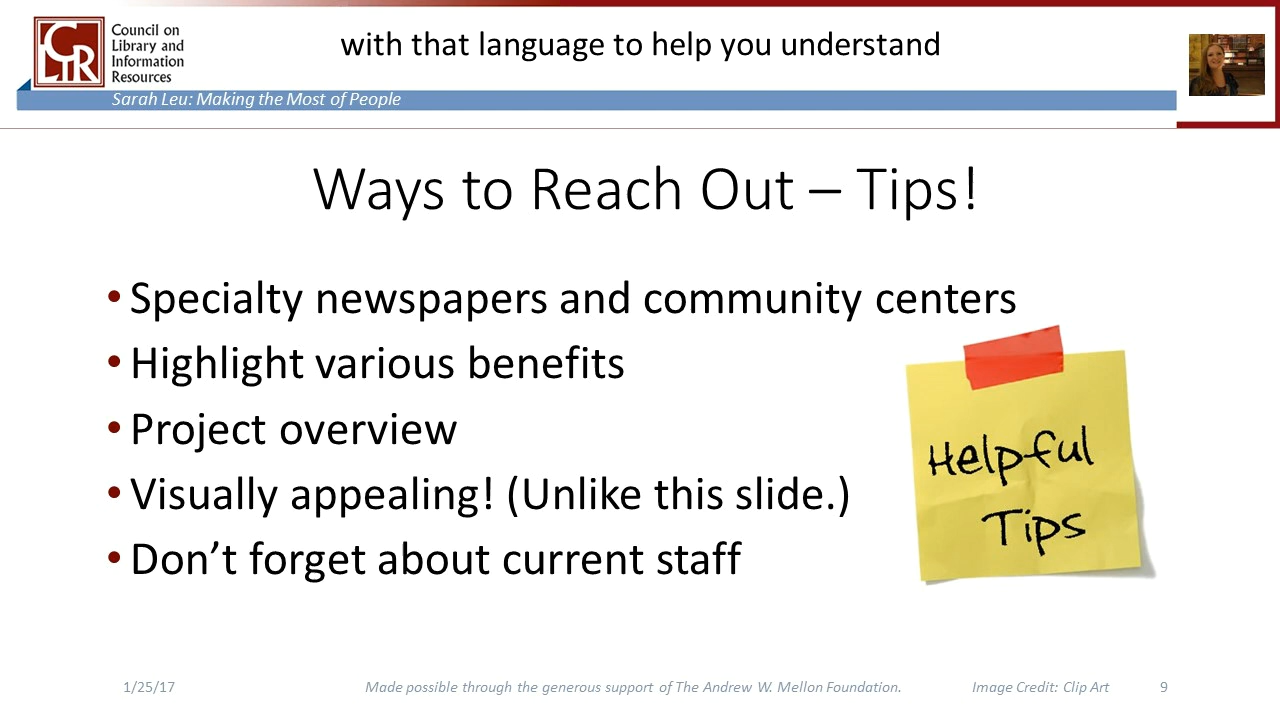 CLIR
Council on
Library and
Information
Resources
with that language to help you understand
Sarah Leu: Making the Most of People
Ways to Reach Out – Tips!
• Specialty newspapers and community centers
• Highlight various benefits
• Project overview
• Visually appealing! (Unlike this slide.)
• Don’t forget about current staff
Helpful
Tips
1/25/17
Made possible through the generous support of The Andrew W. Mellon Foundation.
Image Credit: Clip Art
9